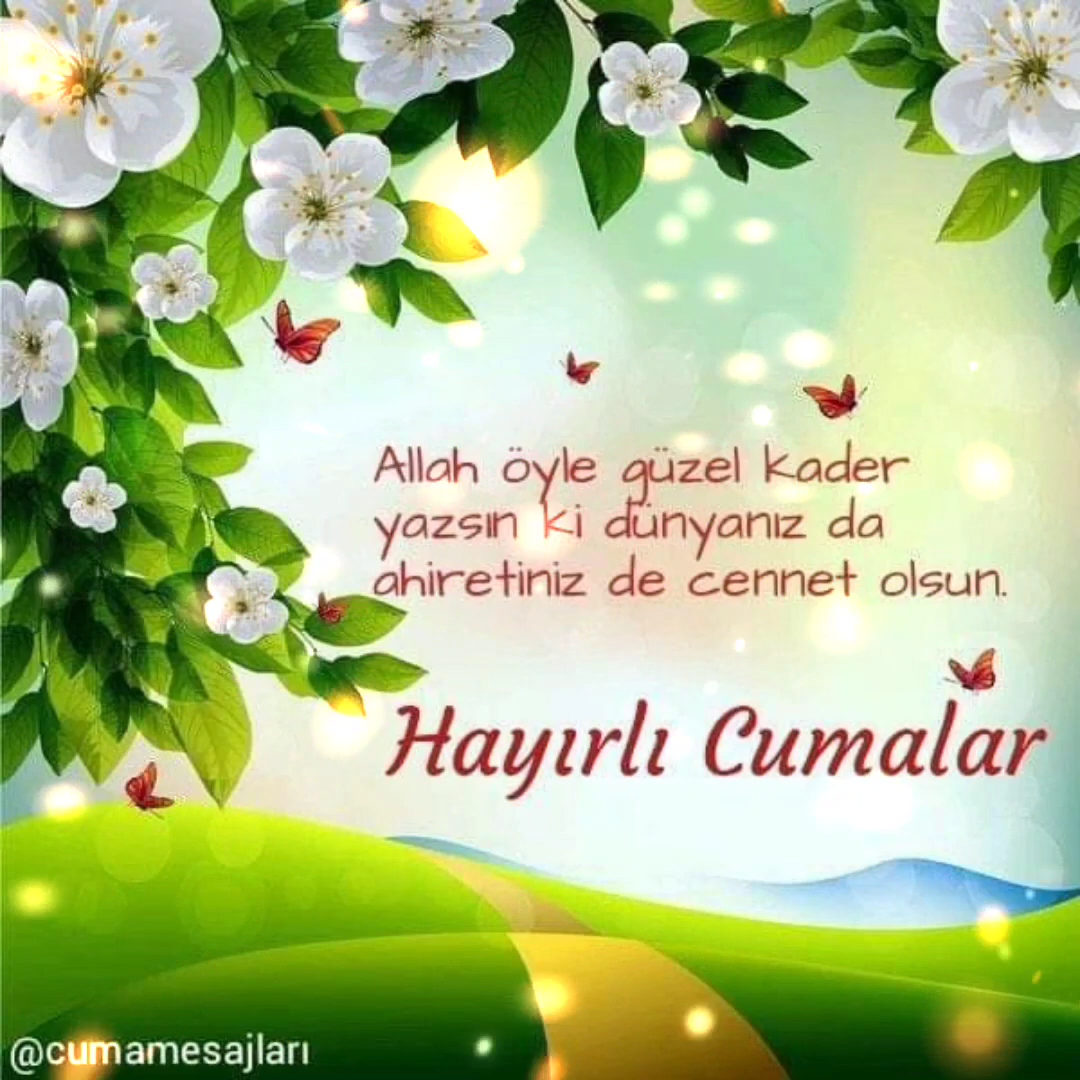 Allah öyle güzel kader
yazsın ki dünyanız da
ahiretiniz de cennet olsun.
Hayırlı Cumalar
@cumamesajları